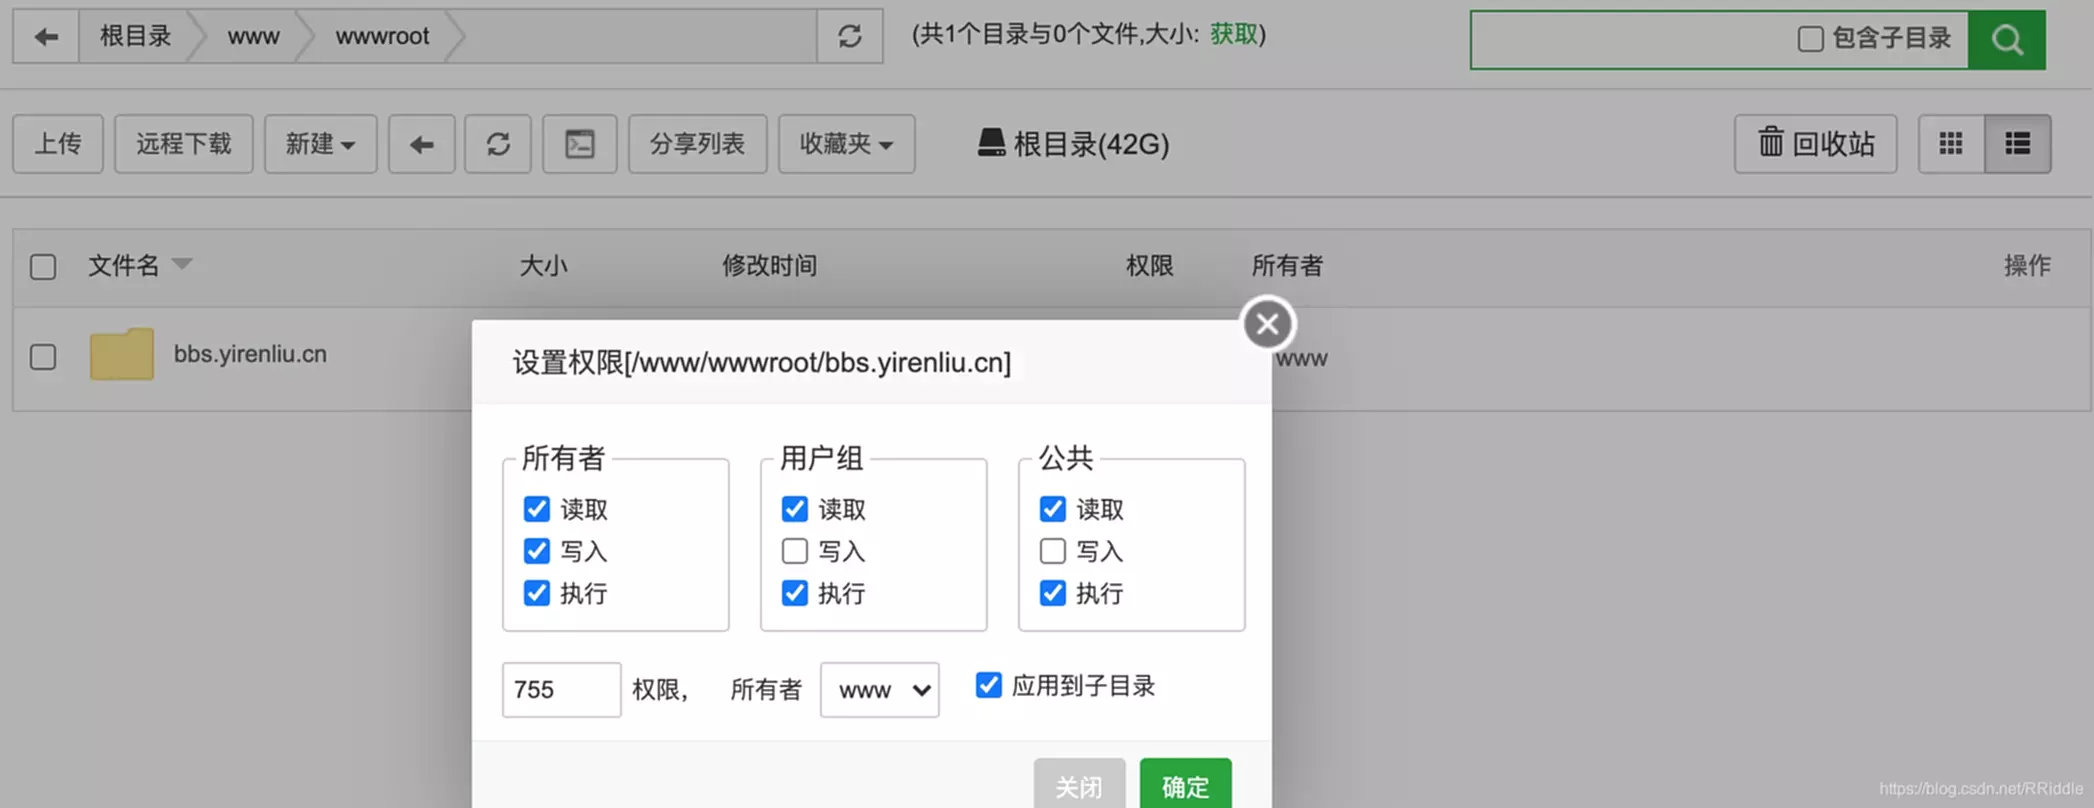 根目录 www wwwroot (共1个目录与0个文件,大小: 获取) 包含子目录
上传 远程下载 新建 分享列表 收藏夹 根目录(42G) 回收站
文件名 大小 修改时间 权限 所有者 操作
bbs.yirenliu.cn www
设置权限[/www/wwwroot/bbs.yirenliu.cn]
所有者 用户组 公共
读取 读取 读取
写入 写入 写入
执行 执行 执行
755 权限, 所有者 www 应用到子目录
关闭 确定
https://blog.csdn.net/RRiddle